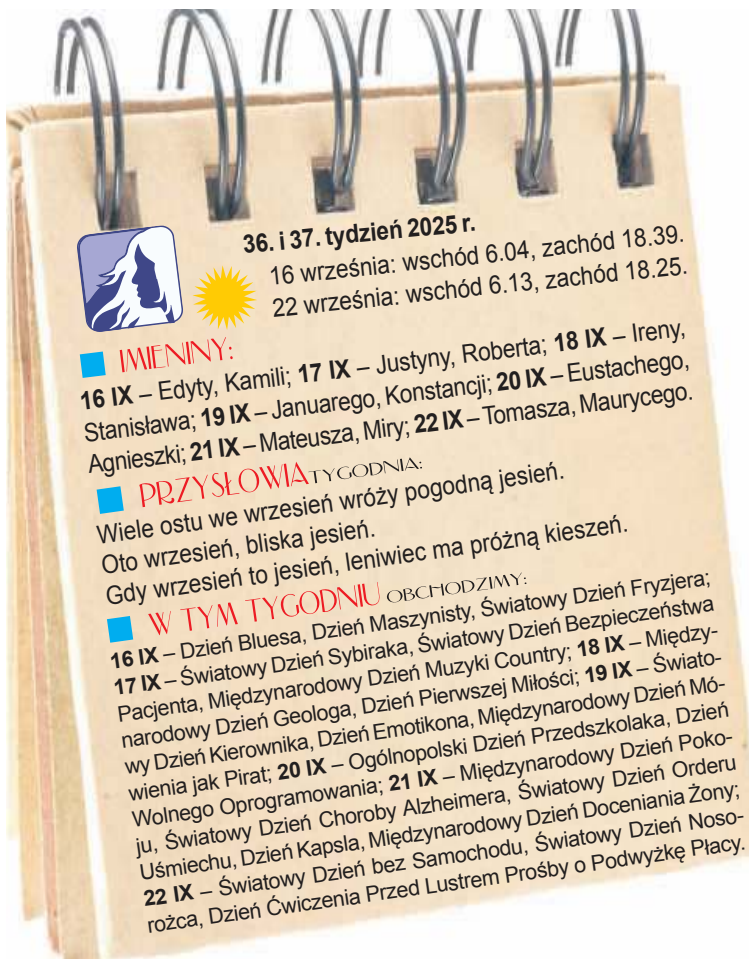 36. i 37. tydzień 2025 r.
16 września: wschód 6.04, zachód 18.39.
22 września: wschód 6.13, zachód 18.25.
IMIENINY:
16 IX – Edyty, Kamili; 17 IX – Justyny, Roberta; 18 IX – Ireny,
Stanisława; 19 IX – Januarego, Konstancji; 20 IX – Eustachego,
Agnieszki; 21 IX – Mateusza, Miry; 22 IX – Tomasza, Maurycego.
PRZYSŁOWIA TYGODNIA:
Wiele ostu we wrzesień wróży pogodną jesień.
Oto wrzesień, bliska jesień.
Gdy wrzesień to jesień, leniwiec ma próżną kieszeń.
W TYM TYGODNIU OBCHODZIMY:
16 IX – Dzień Bluesa, Dzień Maszynisty, Światowy Dzień Fryzjera;
17 IX – Światowy Dzień Sybiraka, Światowy Dzień Bezpieczeństwa
Pacjenta, Międzynarodowy Dzień Muzyki Country; 18 IX – Między-
narodowy Dzień Geologa, Dzień Pierwszej Miłości; 19 IX – Świato-
wy Dzień Kierownika, Dzień Emotikona, Międzynarodowy Dzień Mó-
wienia jak Pirat; 20 IX – Ogólnopolski Dzień Przedszkolaka, Dzień
Wolnego Oprogramowania; 21 IX – Międzynarodowy Dzień Poko-
ju, Światowy Dzień Choroby Alzheimera, Światowy Dzień Orderu
Uśmiechu, Dzień Kapsla, Międzynarodowy Dzień Doceniania Żony;
22 IX – Światowy Dzień bez Samochodu, Światowy Dzień Noso-
rożca, Dzień Ćwiczenia Przed Lustrem Prośby o Podwyżkę Płacy.